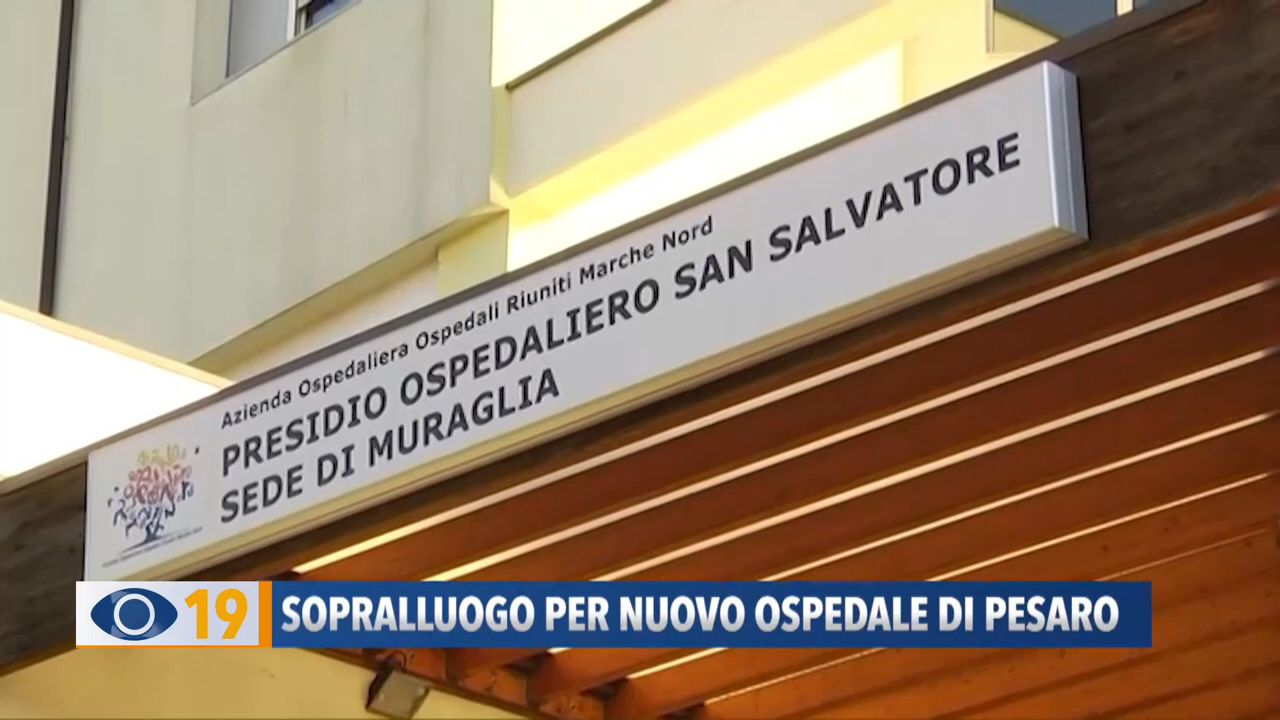 Azienda Ospedaliera Ospedali Riuniti Marche Nord
PRESIDIO OSPEDALIERO SAN SALVATORE
SEDE DI MURAGLIA
19
SOPRALLUOGO PER NUOVO OSPEDALE DI PESARO